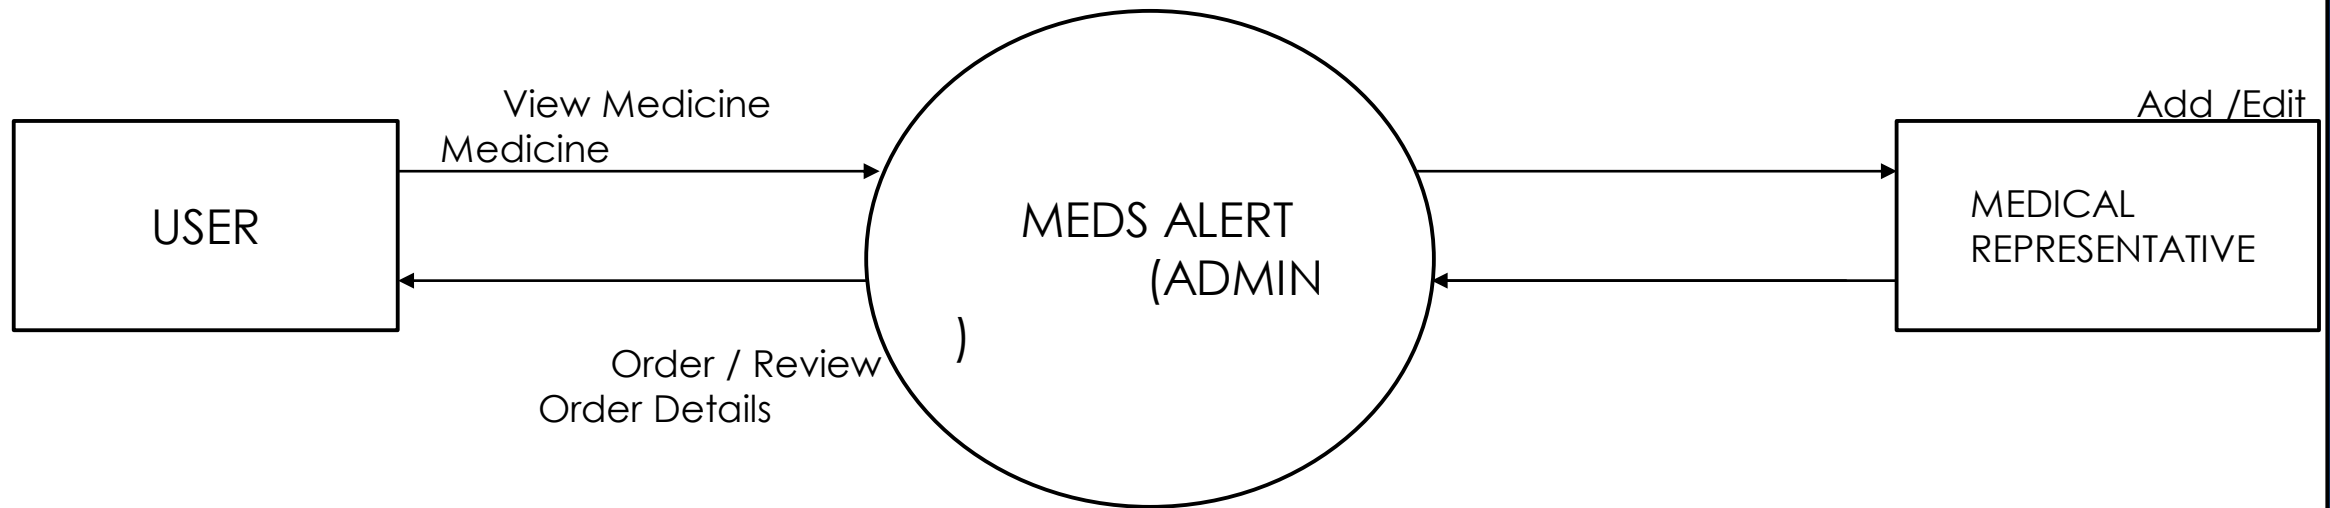 View Medicine
Add /Edit
Medicine
USER
MEDS ALERT
(ADMIN
)
MEDICAL
REPRESENTATIVE
Order / Review
Order Details